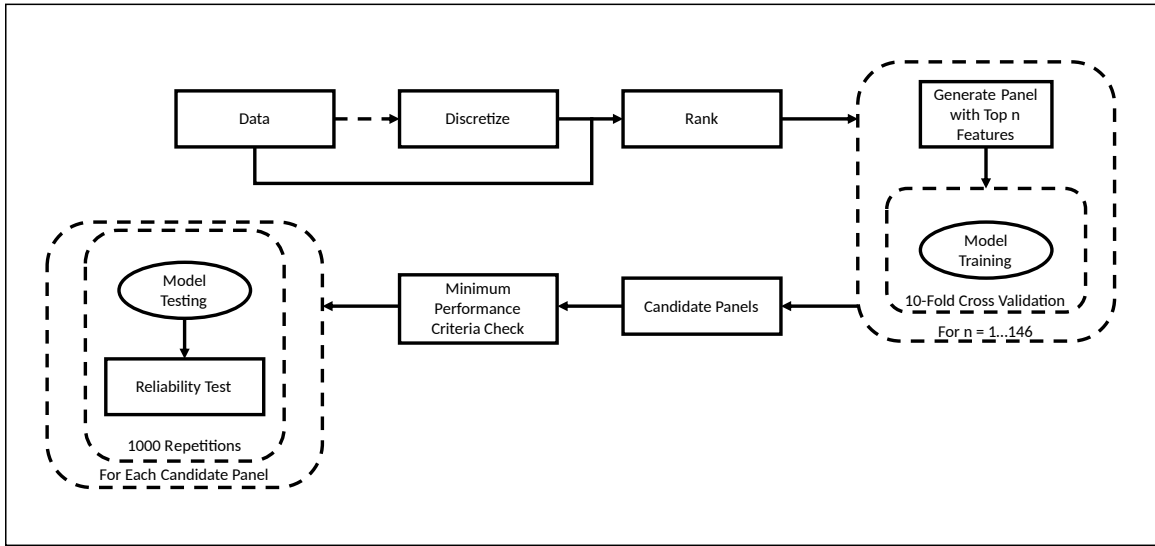 Data
Discretize
Rank
Generate Panel
with Top n
Features
Model
Training
10-Fold Cross Validation
For n = 1...146
Candidate Panels
Minimum
Performance
Criteria Check
Model
Testing
Reliability Test
1000 Repetitions
For Each Candidate Panel